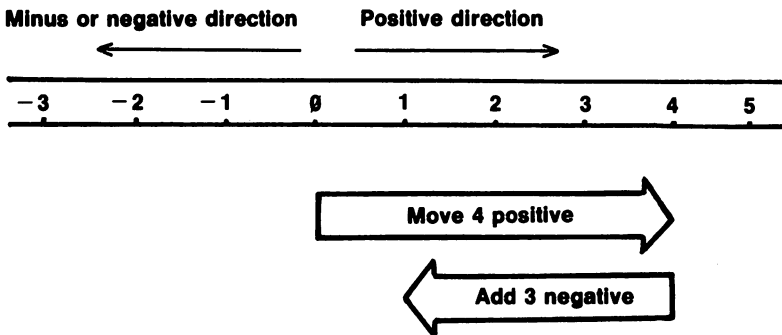 Minus or negative direction Positive direction
−3 −2 −1 0 1 2 3 4 5
Move 4 positive
Add 3 negative